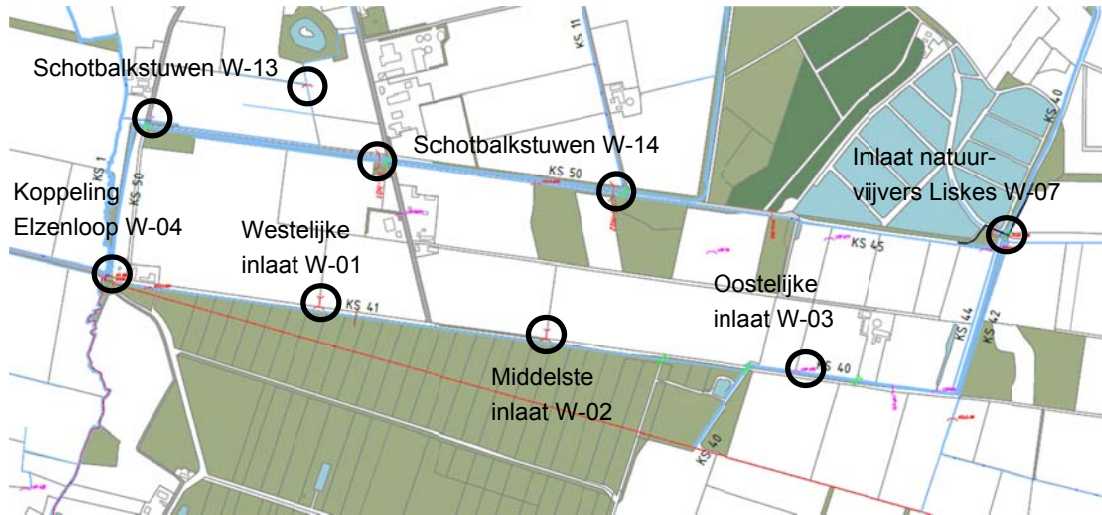 Schotbalkstuwen W-13
KS 11
KS 40
Schotbalkstuwen W-14
Inlaat natuur-
vijvers Liskes W-07
KS 1
KS 50
KS 50
KS 45
Koppeling
Elzenloop W-04
Westelijke
inlaat W-01
KS 41
Oostelijke
inlaat W-03
KS 44
KS 42
KS 40
Middelste
inlaat W-02
KS 40